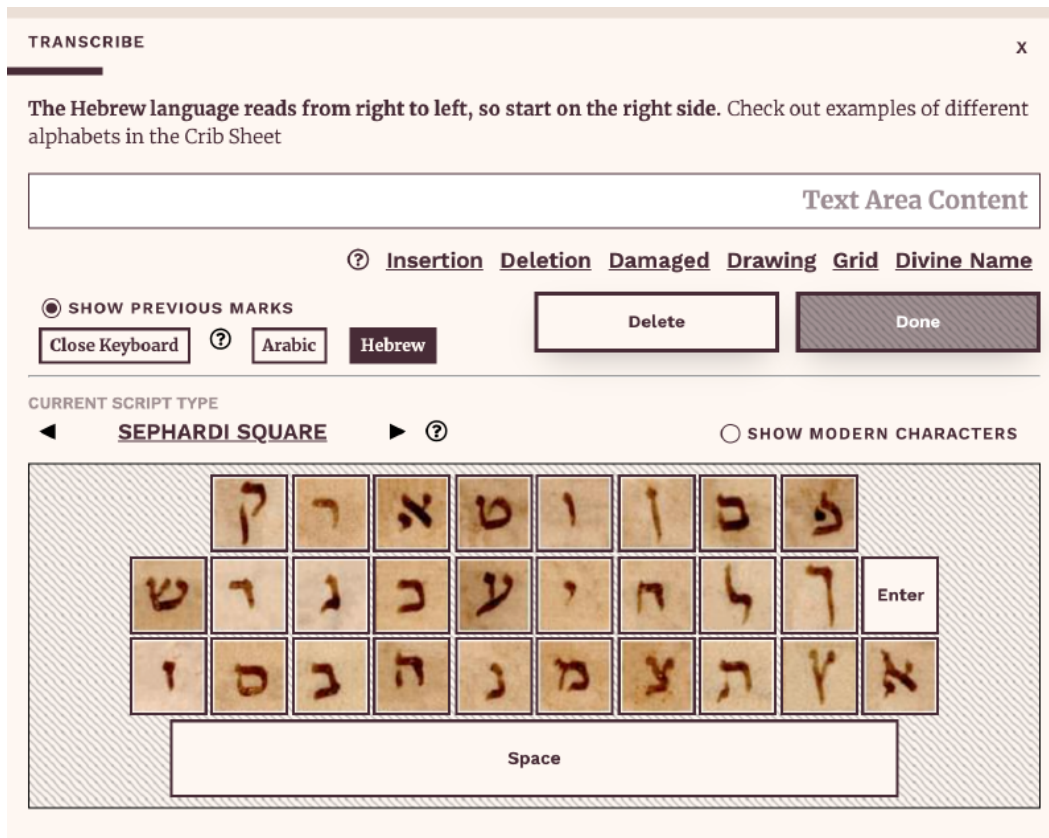 TRANSCRIBE X
The Hebrew language reads from right to left, so start on the right side. Check out examples of different
alphabets in the Crib Sheet
Text Area Content
? Insertion Deletion Damaged Drawing Grid Divine Name
SHOW PREVIOUS MARKS
Delete Done
Close Keyboard ? Arabic Hebrew
CURRENT SCRIPT TYPE
◀ SEPHARDI SQUARE ▶ ? SHOW MODERN CHARACTERS
ק ר א ט ו ן ם פ
ש ד ג כ ע י ח ל ך Enter
ז ס ב ה נ מ צ ת ץ
Space